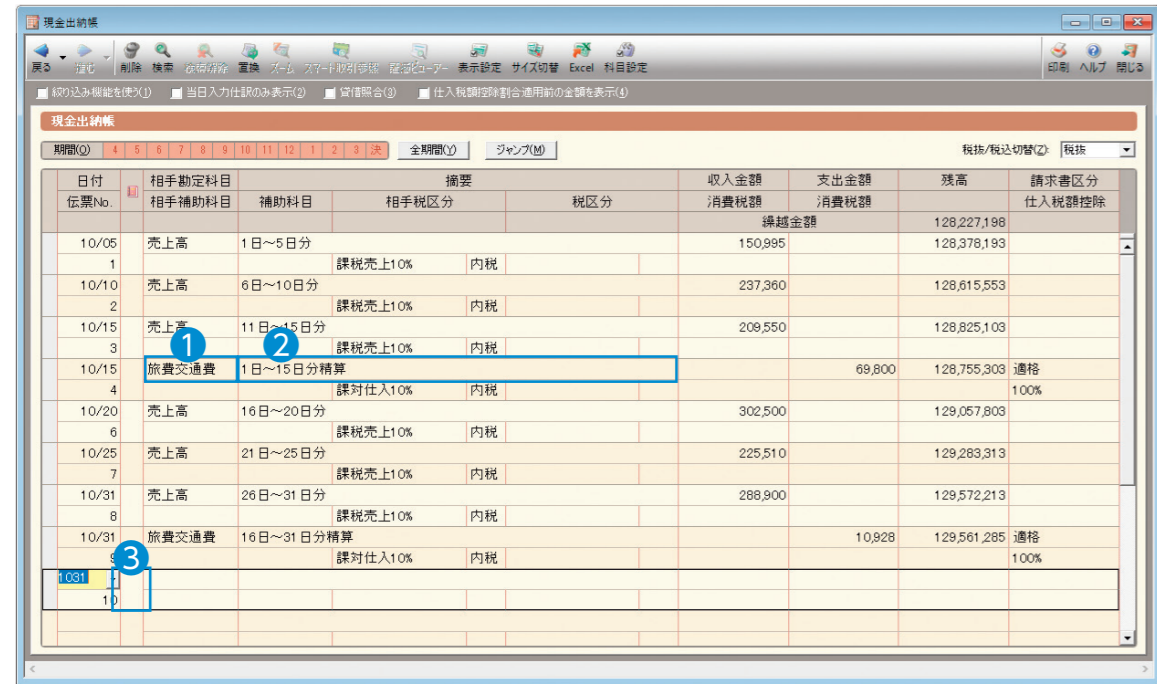 現金出納帳
戻る 進む 削除 検索 検索解除 置換 ズーム スマート取引参照 証憑ビューアー 表示設定 サイズ切替 Excel 科目設定 印刷 ヘルプ 閉じる
絞り込み機能を使う(1) 当日入力仕訳のみ表示(2) 貸借照合(3) 仕入税額控除割合適用前の金額を表示(4)
現金出納帳
期間(Q) 4 5 6 7 8 9 10 11 12 1 2 3 決 全期間(Y) ジャンプ(M) 税抜/税込切替(Z): 税抜
日付 相手勘定科目 摘要 収入金額 支出金額 残高 請求書区分
伝票No. 相手補助科目 補助科目 相手税区分 税区分 消費税額 消費税額 仕入税額控除
繰越金額 128,227,198
10/05 売上高 1日～5日分 150,995 128,378,193
1 課税売上10% 内税
10/10 売上高 6日～10日分 237,360 128,615,553
2 課税売上10% 内税
10/15 売上高 11日～15日分 209,550 128,825,103
3 課税売上10% 内税
1 2
10/15 旅費交通費 1日～15日分精算 69,800 128,755,303 適格
4 課対仕入10% 内税 100%
10/20 売上高 16日～20日分 302,500 129,057,803
6 課税売上10% 内税
10/25 売上高 21日～25日分 225,510 129,283,313
7 課税売上10% 内税
10/31 売上高 26日～31日分 288,900 129,572,213
8 課税売上10% 内税
10/31 旅費交通費 16日～31日分精算 10,928 129,561,285 適格
9 課対仕入10% 内税 100%
3
1031
10